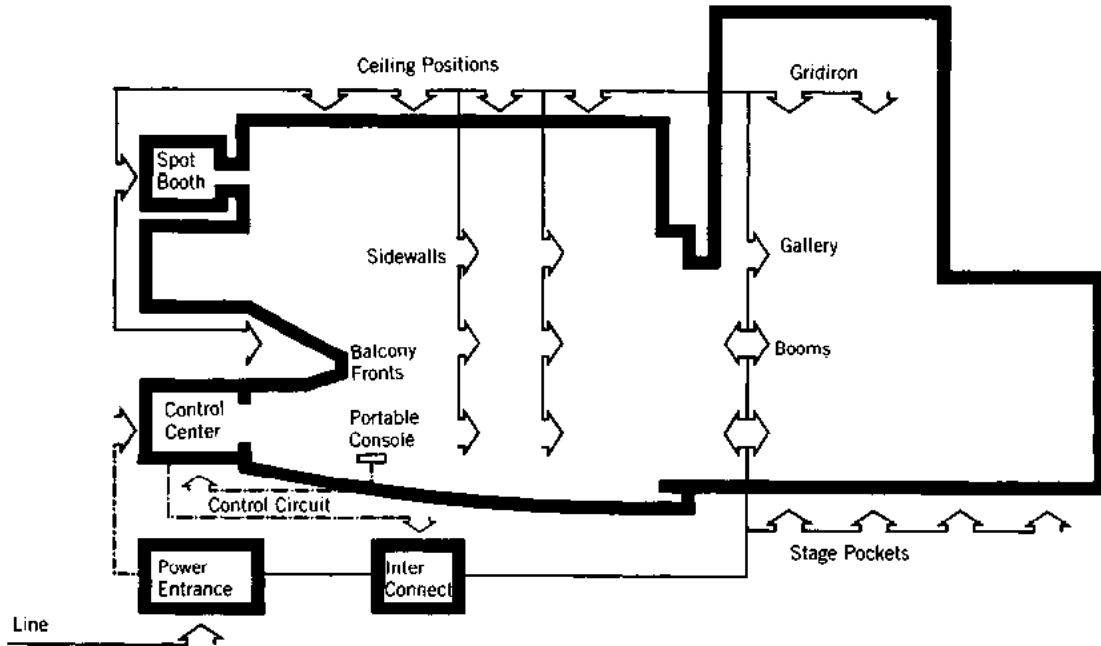 Ceiling Positions
Gridiron
Spot
Booth
Sidewalls
Gallery
Balcony
Fronts
Booms
Control
Center
Portable
Console
Control Circuit
Stage Pockets
Power
Entrance
Inter
Connect
Line